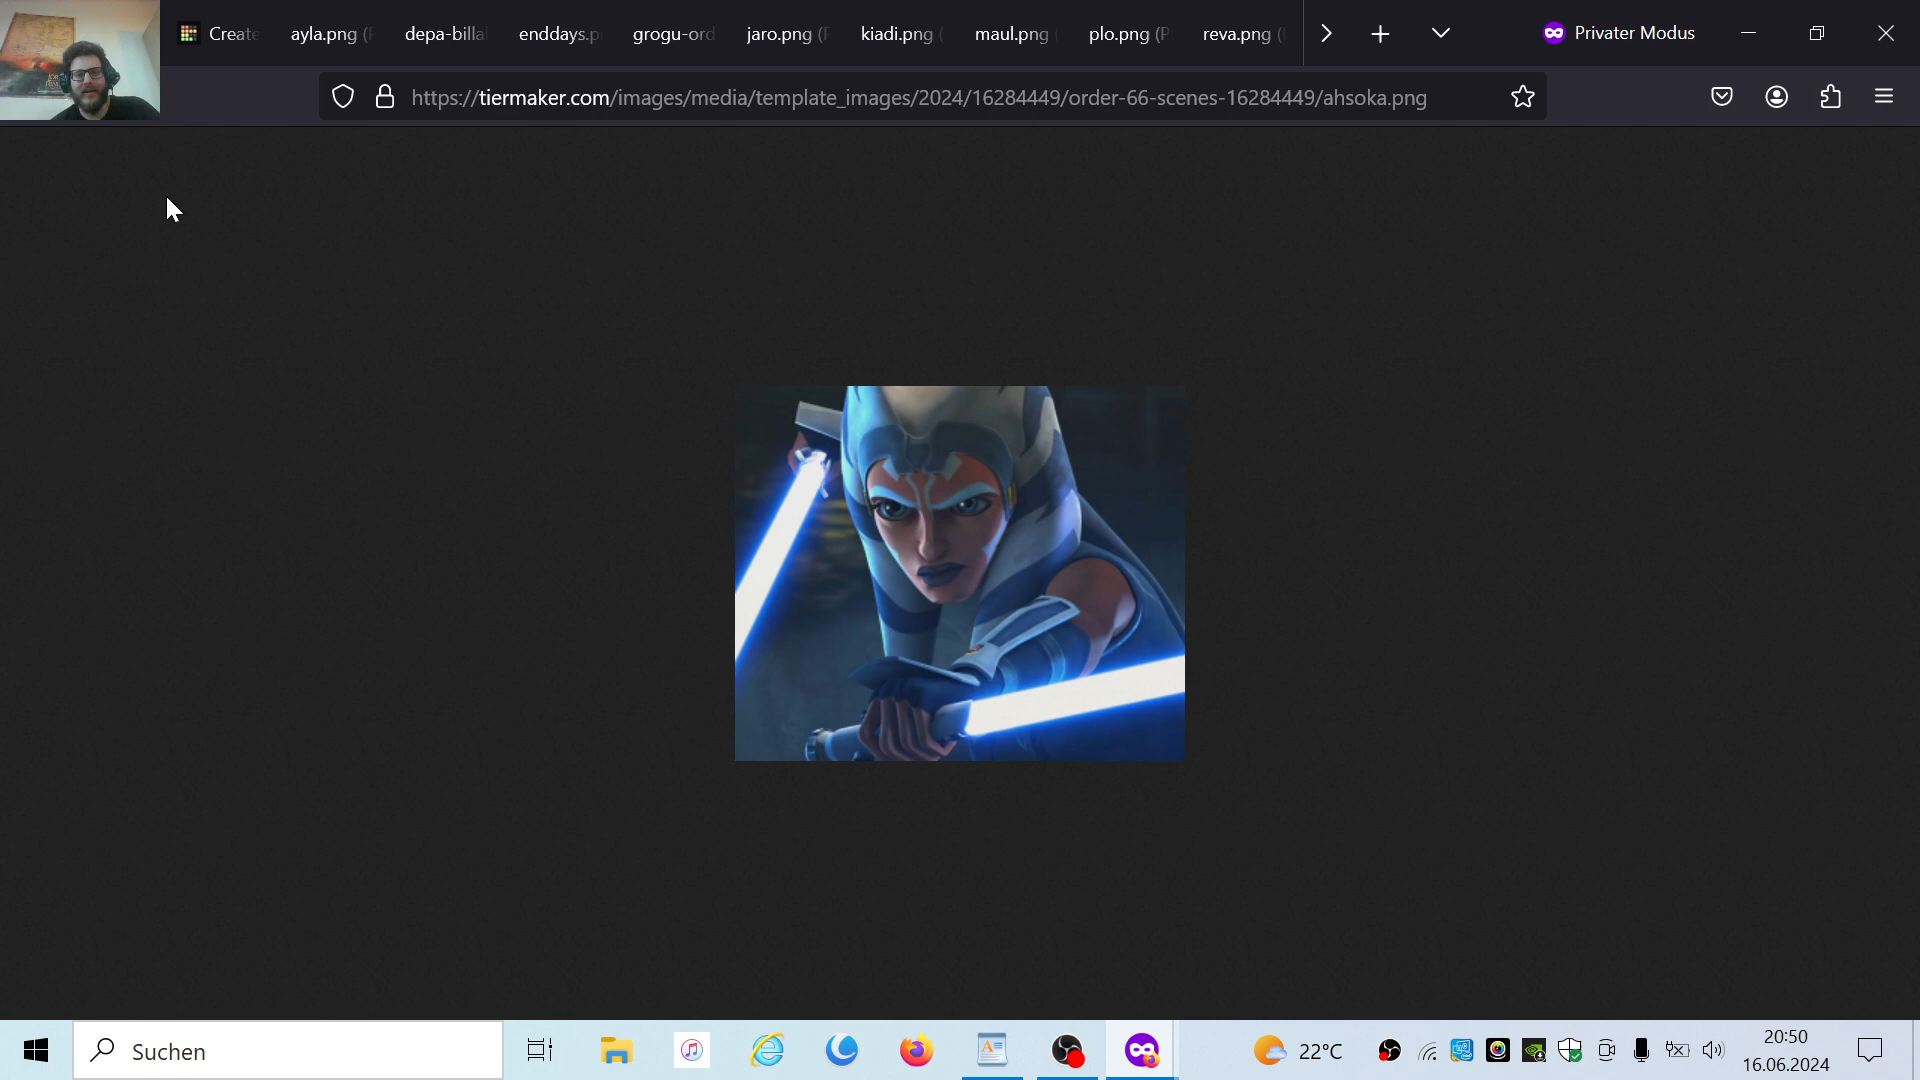 Create
ayla.png (
depa-billa
enddays.p
grogu-ord
jaro.png (
kiadi.png (
maul.png
plo.png (P
reva.png (
Privater Modus
https://tiermaker.com/images/media/template_images/2024/16284449/order-66-scenes-16284449/ahsoka.png
Suchen
22°C
20:50
16.06.2024